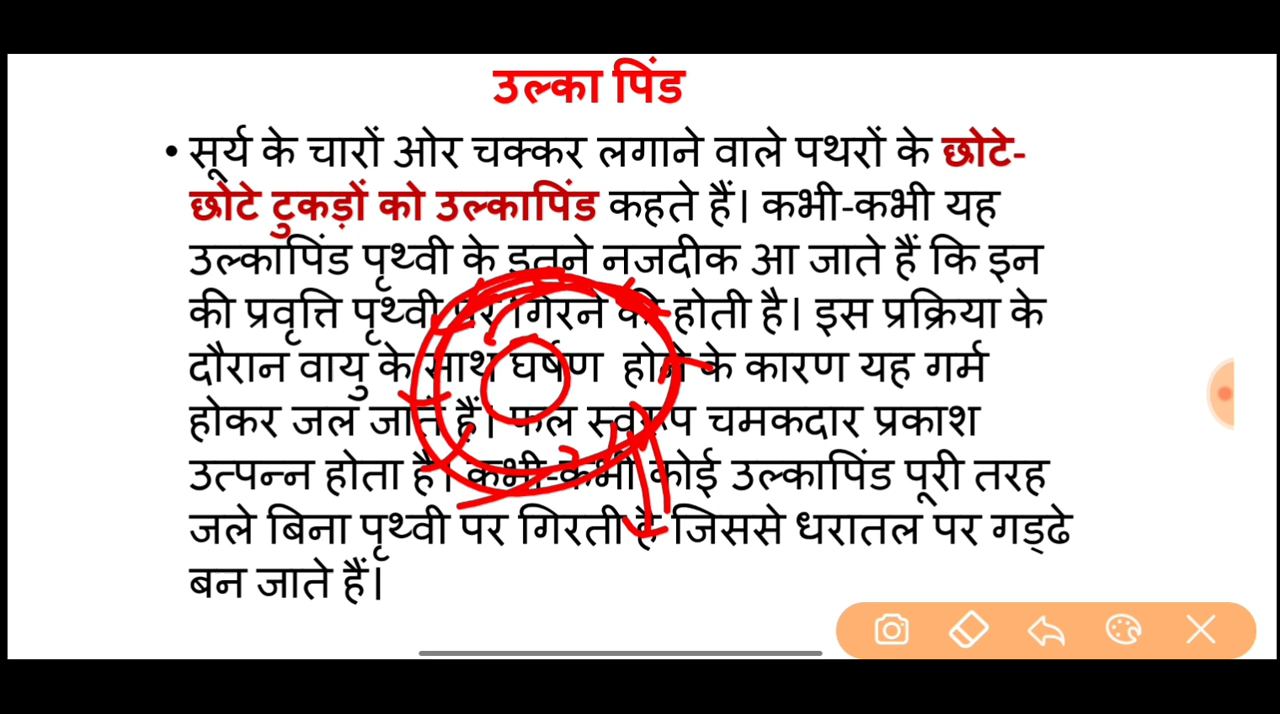 उल्का पिंड
• सूर्य के चारों ओर चक्कर लगाने वाले पथरों के छोटे-
छोटे टुकड़ों को उल्कापिंड कहते हैं। कभी-कभी यह
उल्कापिंड पृथ्वी के इतने नजदीक आ जाते हैं कि इन
की प्रवृत्ति पृथ्वी पर गिरने की होती है। इस प्रक्रिया के
दौरान वायु के साथ घर्षण होने के कारण यह गर्म
होकर जल जाते हैं। फल स्वरूप चमकदार प्रकाश
उत्पन्न होता है। कभी-कभी कोई उल्कापिंड पूरी तरह
जले बिना पृथ्वी पर गिरती है जिससे धरातल पर गड्ढे
बन जाते हैं।